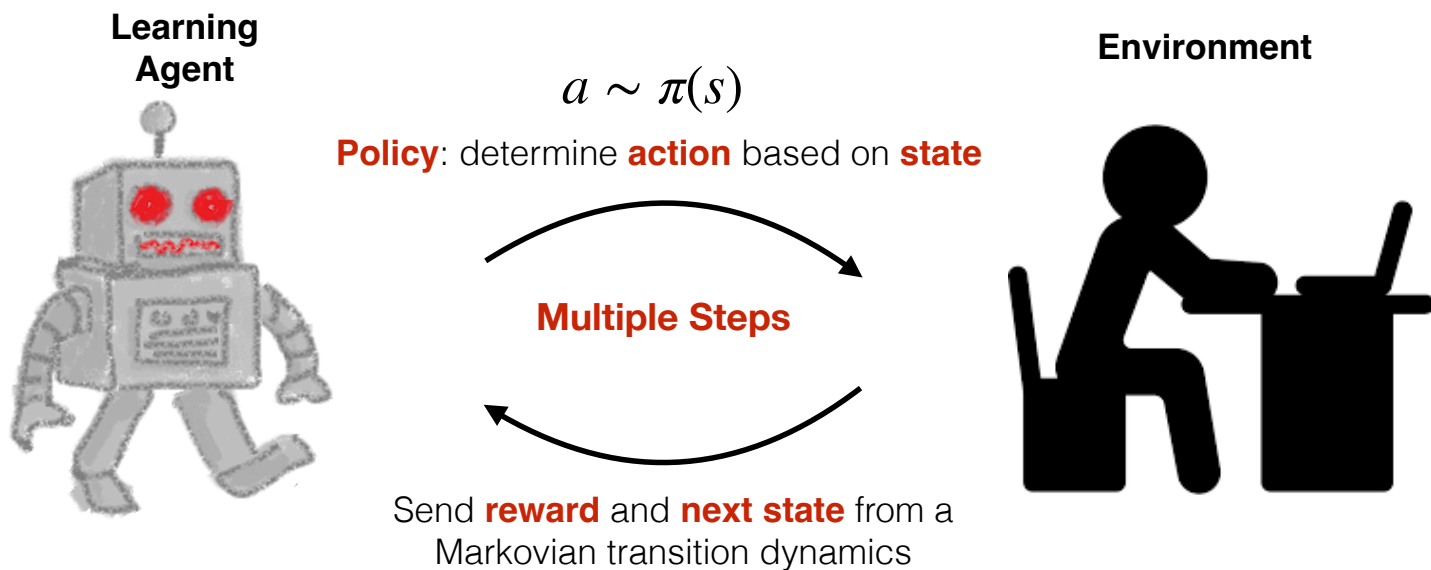 Learning
Agent
Environment
a ∼ π(s)
Policy: determine action based on state
Multiple Steps
Send reward and next state from a
Markovian transition dynamics